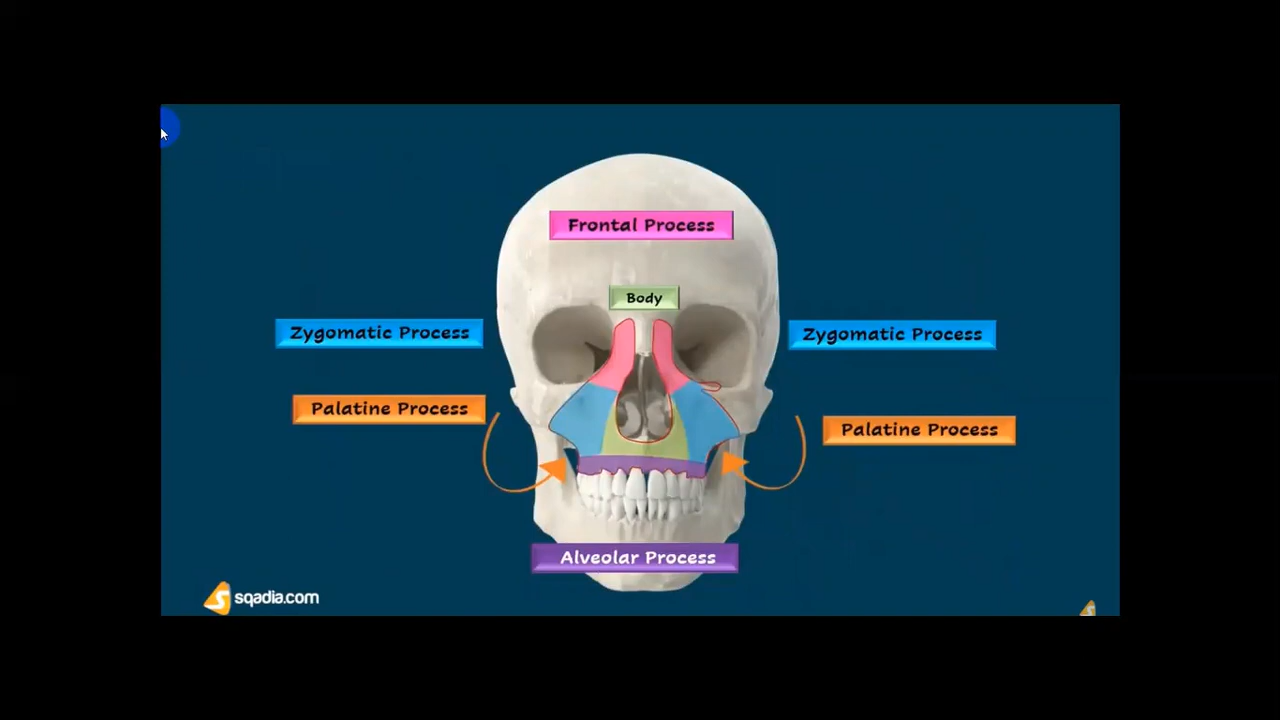 Frontal Process
Body
Zygomatic Process
Zygomatic Process
Palatine Process
Palatine Process
Alveolar Process
sqadia.com